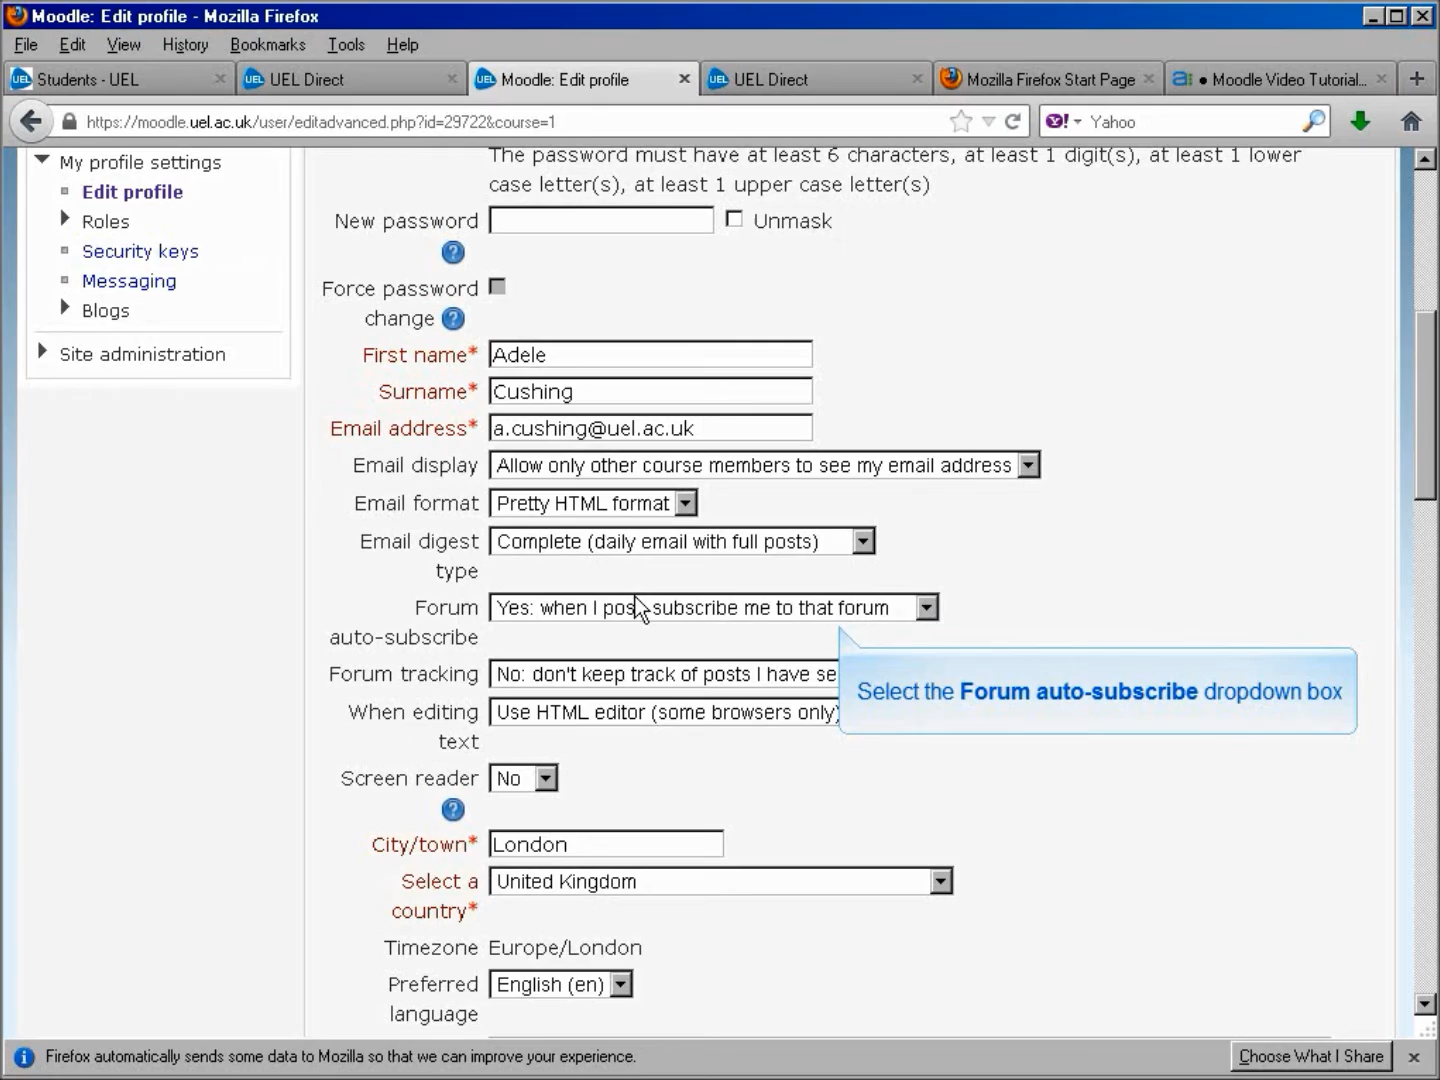 Moodle: Edit profile - Mozilla Firefox
File Edit View History Bookmarks Tools Help
UEL Students - UEL UEL UEL Direct UEL Moodle: Edit profile UEL UEL Direct Mozilla Firefox Start Page a: ● Moodle Video Tutorial...
https://moodle.uel.ac.uk/user/editadvanced.php?id=29722&course=1 Y! Yahoo
My profile settings
Edit profile
Roles
Security keys
Messaging
Blogs
Site administration
The password must have at least 6 characters, at least 1 digit(s), at least 1 lower
case letter(s), at least 1 upper case letter(s)
New password Unmask
?
Force password
change ?
First name* Adele
Surname* Cushing
Email address* a.cushing@uel.ac.uk
Email display Allow only other course members to see my email address
Email format Pretty HTML format
Email digest Complete (daily email with full posts)
type
Forum Yes: when I pos subscribe me to that forum
auto-subscribe
Forum tracking No: don't keep track of posts I have se
Select the Forum auto-subscribe dropdown box
When editing Use HTML editor (some browsers only)
text
Screen reader No
?
City/town* London
Select a United Kingdom
country*
Timezone Europe/London
Preferred English (en)
language
Firefox automatically sends some data to Mozilla so that we can improve your experience. Choose What I Share